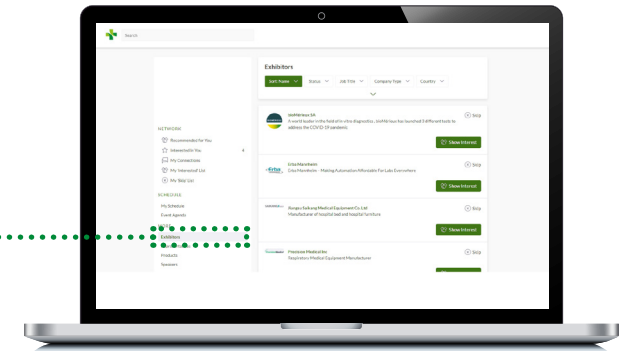 Search
Exhibitors
Sort: Name
Status
Job Title
Company Type
Country
bioMérieux SA
A world leader in the field of in vitro diagnostics, bioMérieux has launched 3 different tests to
address the COVID-19 pandemic.
Skip
Show Interest
NETWORK
Recommended For You
Interested in You 4
My Connections
My 'Interested' List
My 'Skip' List
SCHEDULE
My Schedule
Event Agenda
Exhibitors
Products
Speakers
Erba
Erba Mannheim
Erba Mannheim - Making Automation Affordable For Labs Everywhere
Skip
Show Interest
Jiangsu Saikang Medical Equipment Co. Ltd
Manufacturer of hospital bed and hospital furniture
Skip
Show Interest
Precision Medical Inc
Respiratory Medical Equipment Manufacturer
Skip